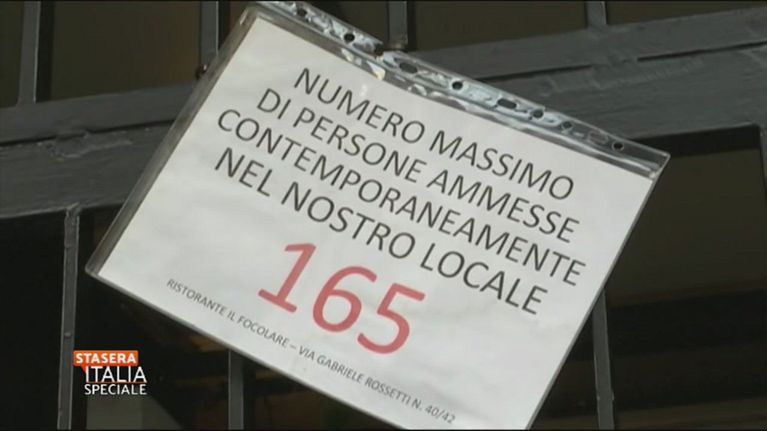 NUMERO MASSIMO
DI PERSONE AMMESSE
CONTEMPORANEAMENTE
NEL NOSTRO LOCALE
165
RISTORANTE IL FOCOLARE – VIA GABRIELE ROSSETTI N. 40/42
STASERA
ITALIA
SPECIALE